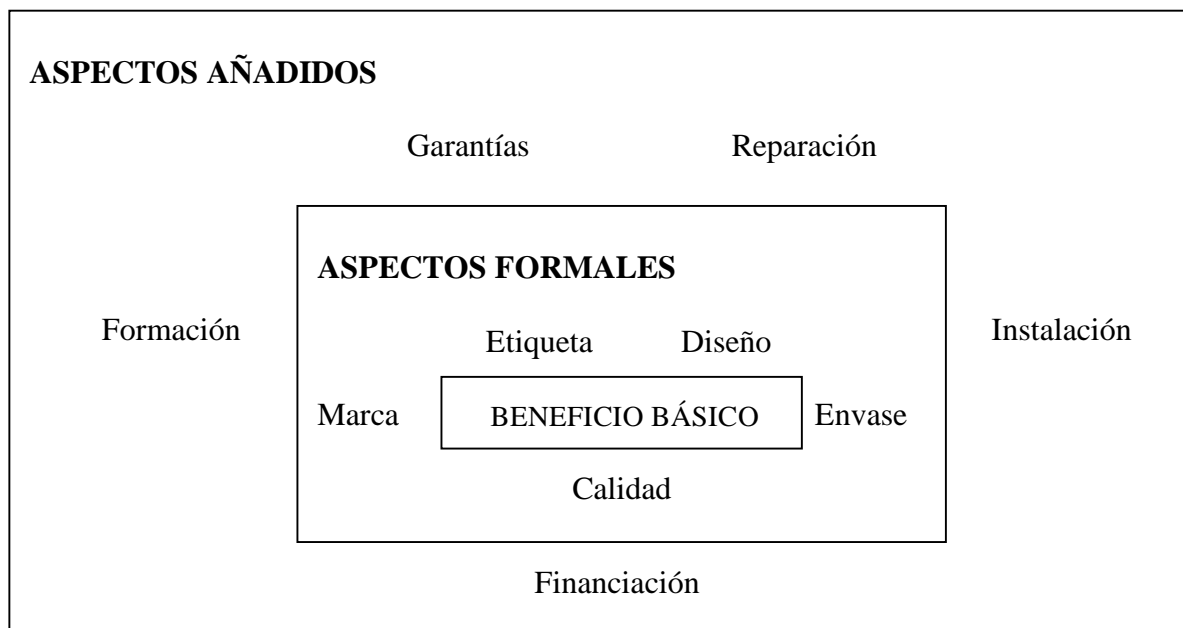 ASPECTOS AÑADIDOS
Garantías Reparación
ASPECTOS FORMALES
Formación Instalación
Etiqueta Diseño
Marca BENEFICIO BÁSICO Envase
Calidad
Financiación